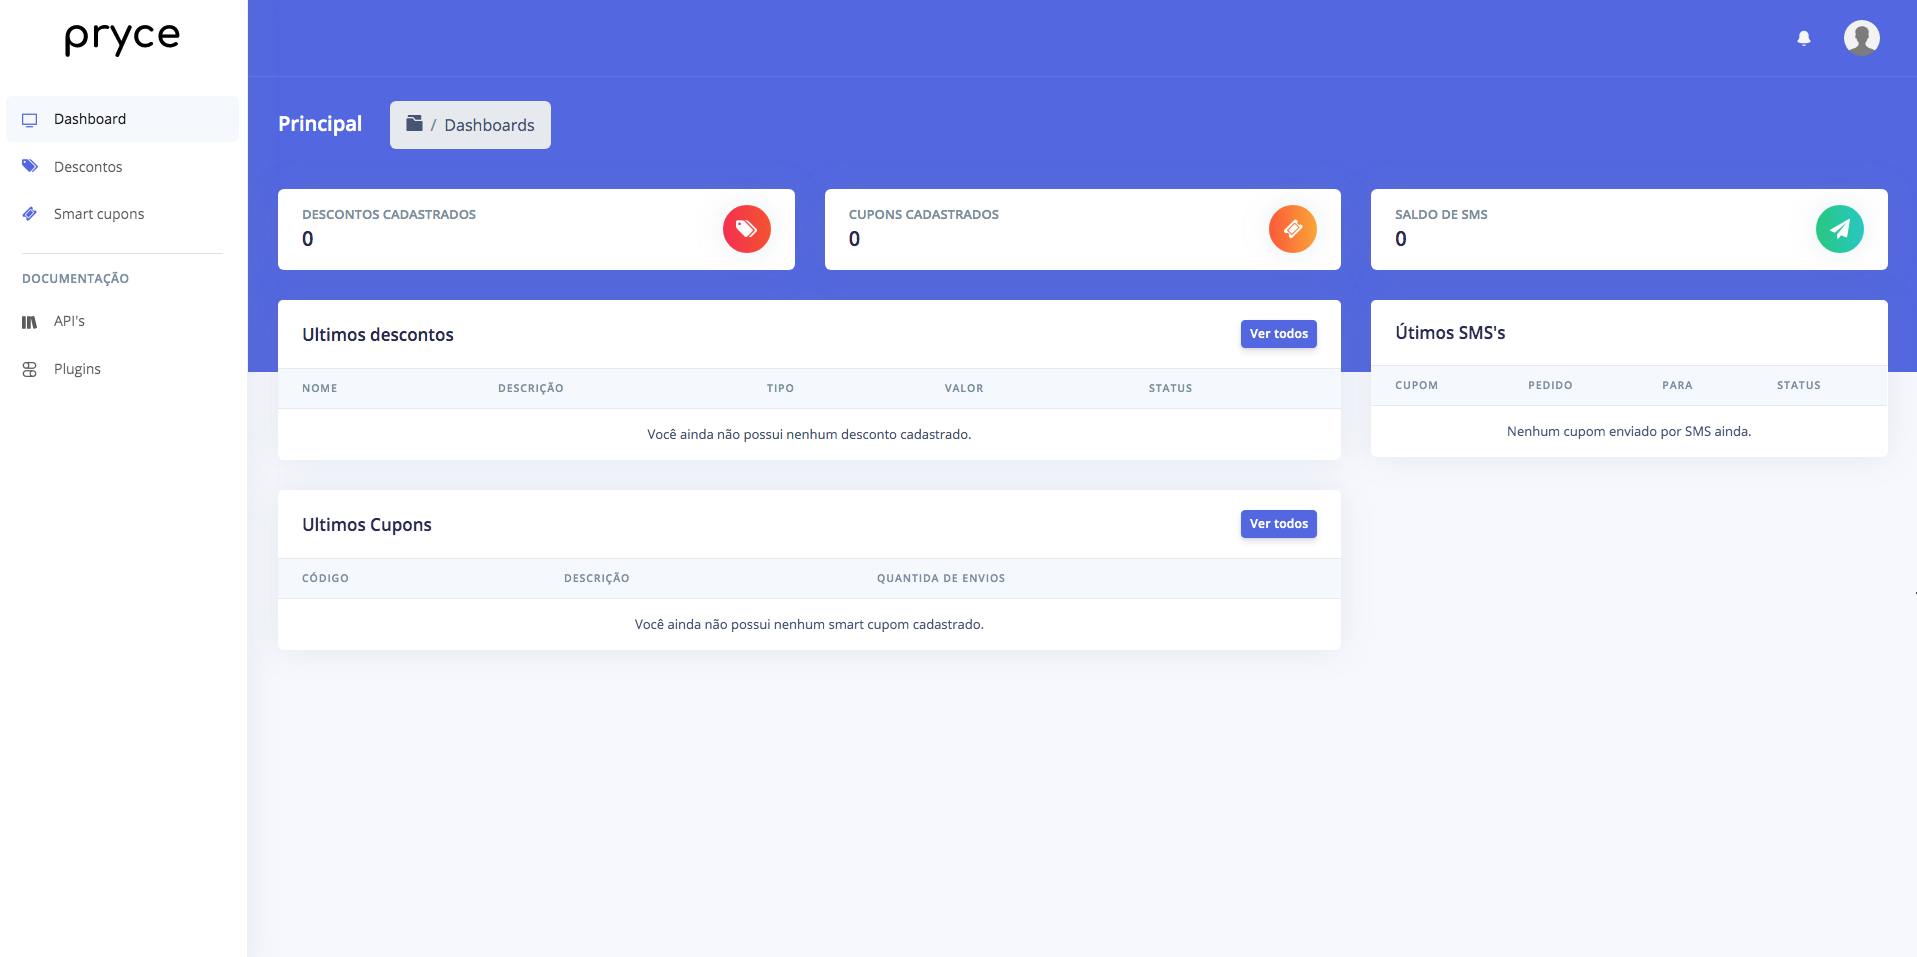 pryce
Dashboard
Descontos
Smart cupons
DOCUMENTAÇÃO
API's
Plugins
Principal
/ Dashboards
DESCONTOS CADASTRADOS
0
CUPONS CADASTRADOS
0
SALDO DE SMS
0
Ultimos descontos
Ver todos
NOME DESCRIÇÃO TIPO VALOR STATUS
Você ainda não possui nenhum desconto cadastrado.
Útimos SMS's
CUPOM PEDIDO PARA STATUS
Nenhum cupom enviado por SMS ainda.
Ultimos Cupons
Ver todos
CÓDIGO DESCRIÇÃO QUANTIDA DE ENVIOS
Você ainda não possui nenhum smart cupom cadastrado.